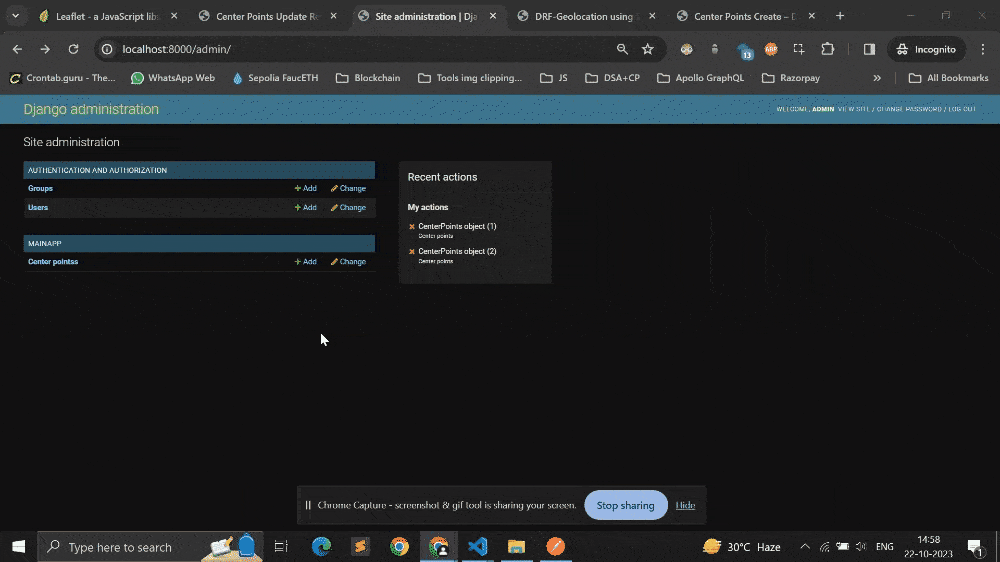 Leaflet - a JavaScript libr
Center Points Update Re
Site administration | Dja
DRF-Geolocation using
Center Points Create – D
localhost:8000/admin/
13
ABP
Incognito
Crontab.guru - The...
WhatsApp Web
Sepolia FaucETH
Blockchain
Tools img clipping...
JS
DSA+CP
Apollo GraphQL
Razorpay
»
All Bookmarks
Django administration
WELCOME, ADMIN VIEW SITE / CHANGE PASSWORD / LOG OUT
Site administration
AUTHENTICATION AND AUTHORIZATION
Groups + Add Change
Users + Add Change
MAINAPP
Center pointss + Add Change
Recent actions
My actions
CenterPoints object (1)
Center points
CenterPoints object (2)
Center points
Chrome Capture - screenshot & gif tool is sharing your screen.
Stop sharing
Hide
Type here to search
30°C Haze
ENG
14:58
22-10-2023
1